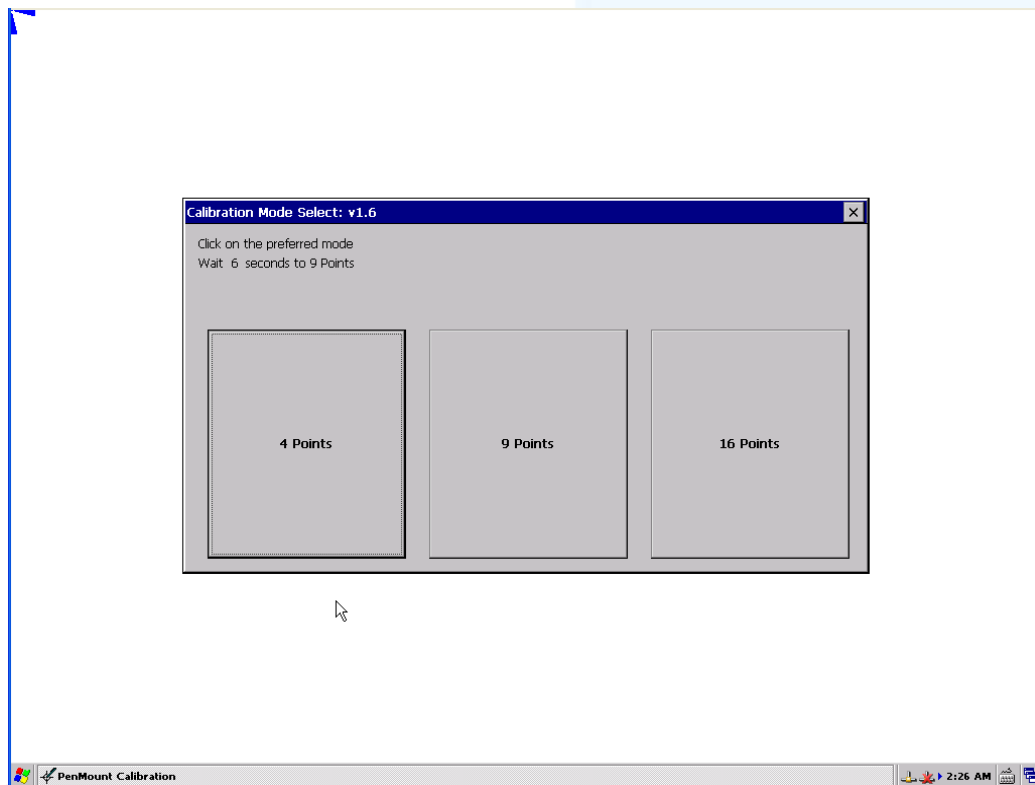 Calibration Mode Select: v1.6
Click on the preferred mode
Wait 6 seconds to 9 Points
4 Points
9 Points
16 Points
PenMount Calibration
2:26 AM